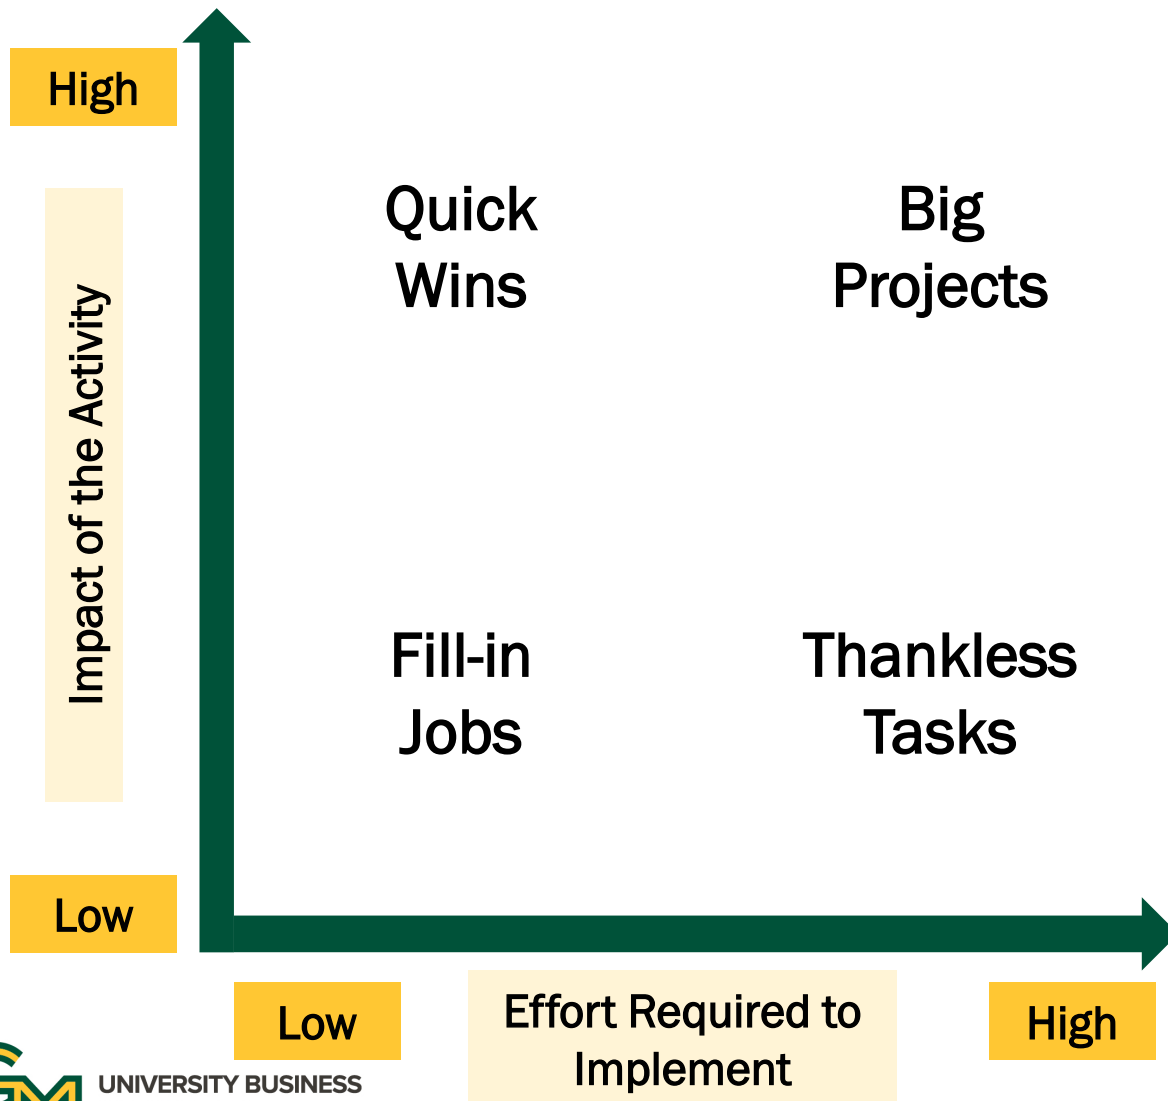 High
Quick
Wins
Big
Projects
Impact of the Activity
Fill-in
Jobs
Thankless
Tasks
Low
Low
Effort Required to
Implement
High
UNIVERSITY BUSINESS